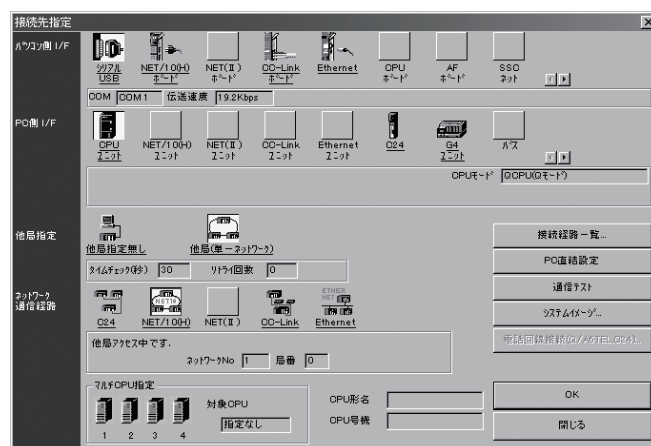 接続先指定
パソコン側 I/F
シリアル USB
NET/10(H) ボード
NET(Ⅱ) ボード
CC-Link ボード
Ethernet
CPU ボード
AF ボード
SSC ネット
COM COM1 伝送速度 19.2Kbps
PC側 I/F
CPU ユニット
NET/10(H) ユニット
NET(Ⅱ) ユニット
CC-Link ユニット
Ethernet ユニット
C24
G4 ユニット
バス
CPUモード QCPU(Qモード)
他局指定
他局指定無し
他局(単一ネットワーク)
タイムチェック(秒) 30 リトライ回数 0
ネットワーク
通信経路
C24
NET/10(H)
NET(Ⅱ)
CC-Link
Ethernet
NET10
ETHER
NET
他局アクセス中です.
ネットワークNo 1 局番 0
マルチCPU指定
1 2 3 4
対象CPU
指定なし
CPU形名
CPU号機
接続経路一覧...
PC直結設定
通信テスト
システムイメージ...
電話回線接続(Q/A6TEL,C24)...
OK
閉じる